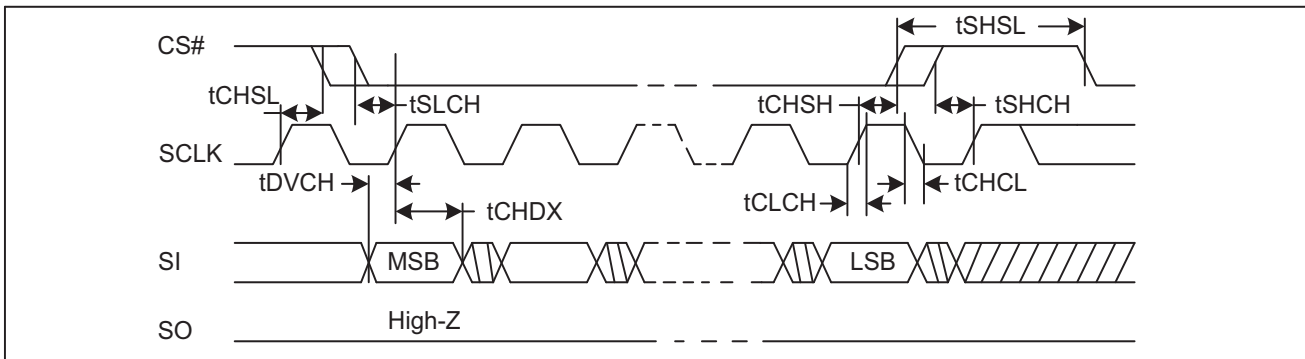 tSHSL
CS#
tCHSL
tSLCH
tCHSH
tSHCH
SCLK
tDVCH
tCHDX
tCLCH
tCHCL
SI
MSB
LSB
High-Z
SO